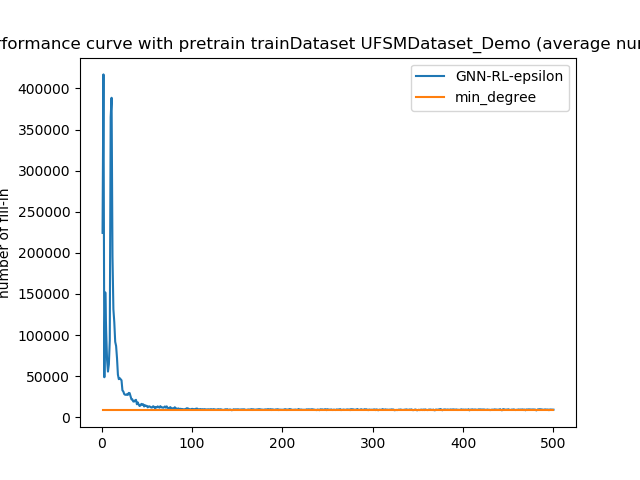 rformance curve with pretrain trainDataset UFSMDataset_Demo (average nu
GNN-RL-epsilon
min_degree
number of fill-in
400000
350000
300000
250000
200000
150000
100000
50000
0
0 100 200 300 400 500